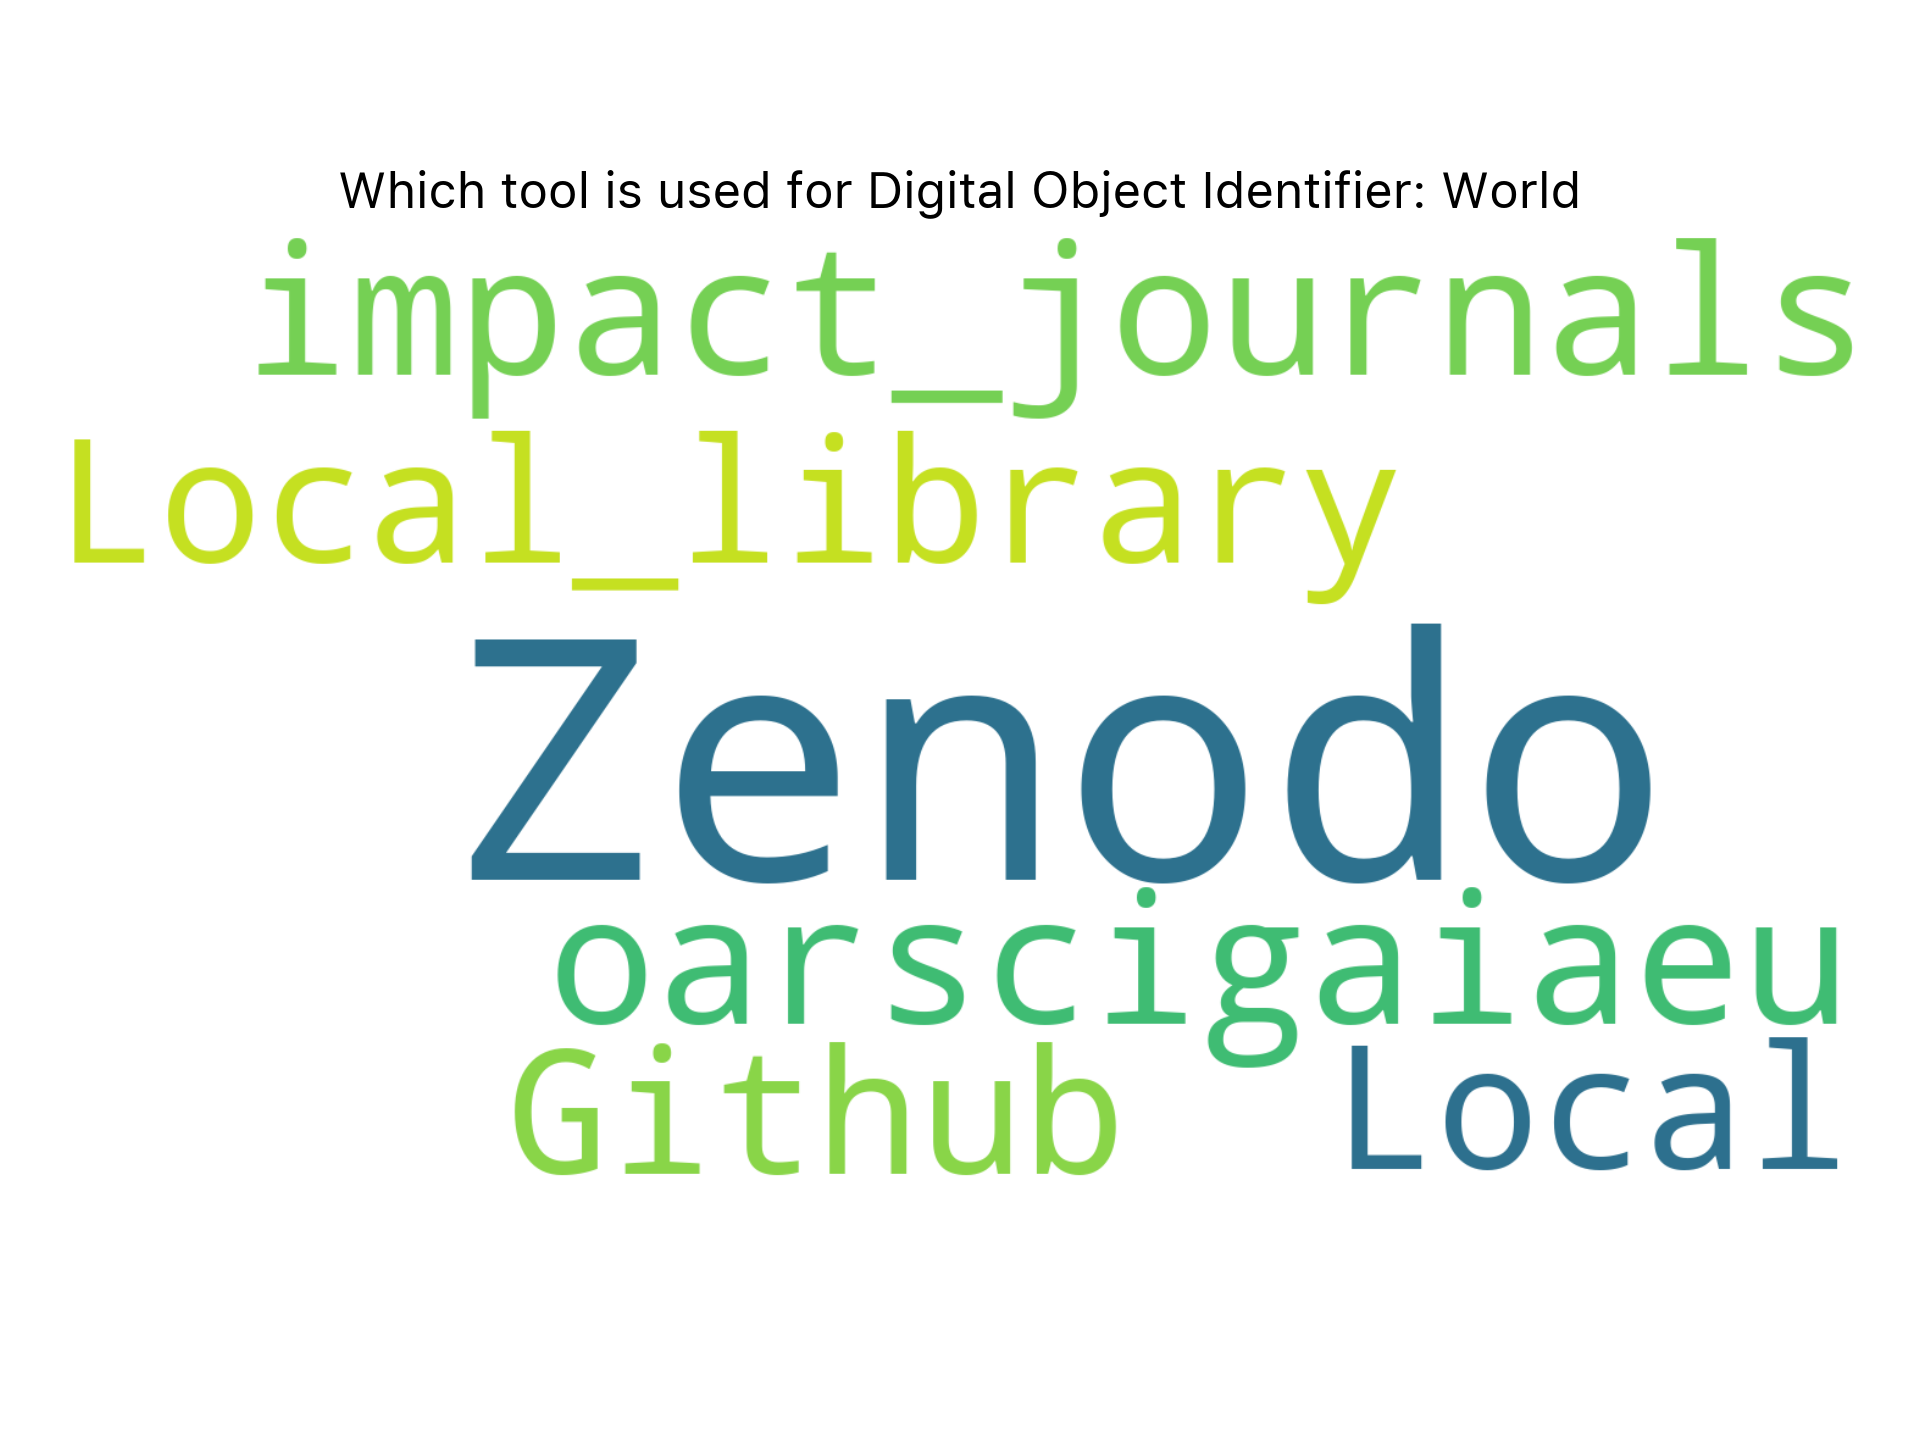 Which tool is used for Digital Object Identifier: World
impact_journals
Local_library
Zenodo
oarscigaiaeu
Github Local